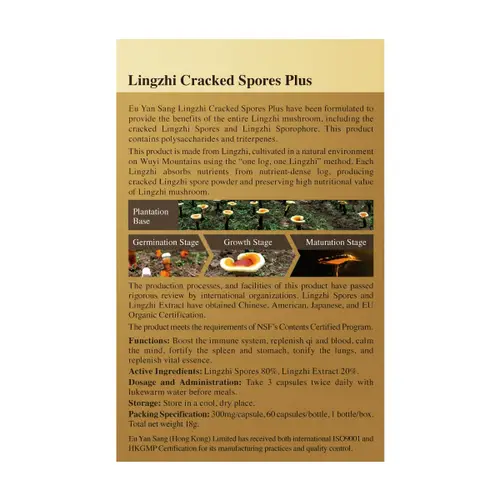 Lingzhi Cracked Spores Plus
Eu Yan Sang Lingzhi Cracked Spores Plus have been formulated to
provide the benefits of the entire Lingzhi mushroom, including the
cracked Lingzhi Spores and Lingzhi Sporophore. This product
contains polysaccharides and triterpenes.
This product is made from Lingzhi, cultivated in a natural environment
on Wuyi Mountains using the “one log, one Lingzhi” method. Each
Lingzhi absorbs nutrients from nutrient-dense log, producing
cracked Lingzhi spore powder and preserving high nutritional value
of Lingzhi mushroom.
Plantation
Base
Germination Stage
Growth Stage
Maturation Stage
The production processes, and facilities of this product have passed
rigorous review by international organizations. Lingzhi Spores and
Lingzhi Extract have obtained Chinese, American, Japanese, and EU
Organic Certification.
The product meets the requirements of NSF's Contents Certified Program.
Functions: Boost the immune system, replenish qi and blood, calm
the mind, fortify the spleen and stomach, tonify the lungs, and
replenish vital essence.
Active Ingredients: Lingzhi Spores 80%, Lingzhi Extract 20%.
Dosage and Administration: Take 3 capsules twice daily with
lukewarm water before meals.
Storage: Store in a cool, dry place.
Packing Specification: 300mg/capsule, 60 capsules/bottle, 1 bottle/box.
Total net weight 18g.
Eu Yan Sang (Hong Kong) Limited has received both international ISO9001 and
HKGMP Certification for its manufacturing practices and quality control.